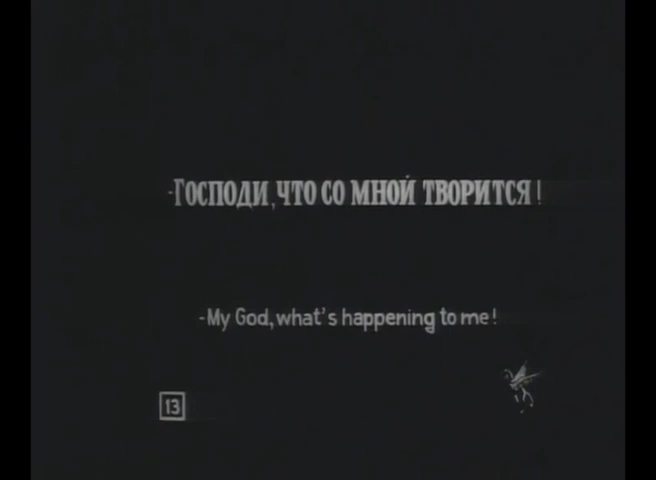 -Господи, что со мной творится!
-My God, what's happening to me!
13